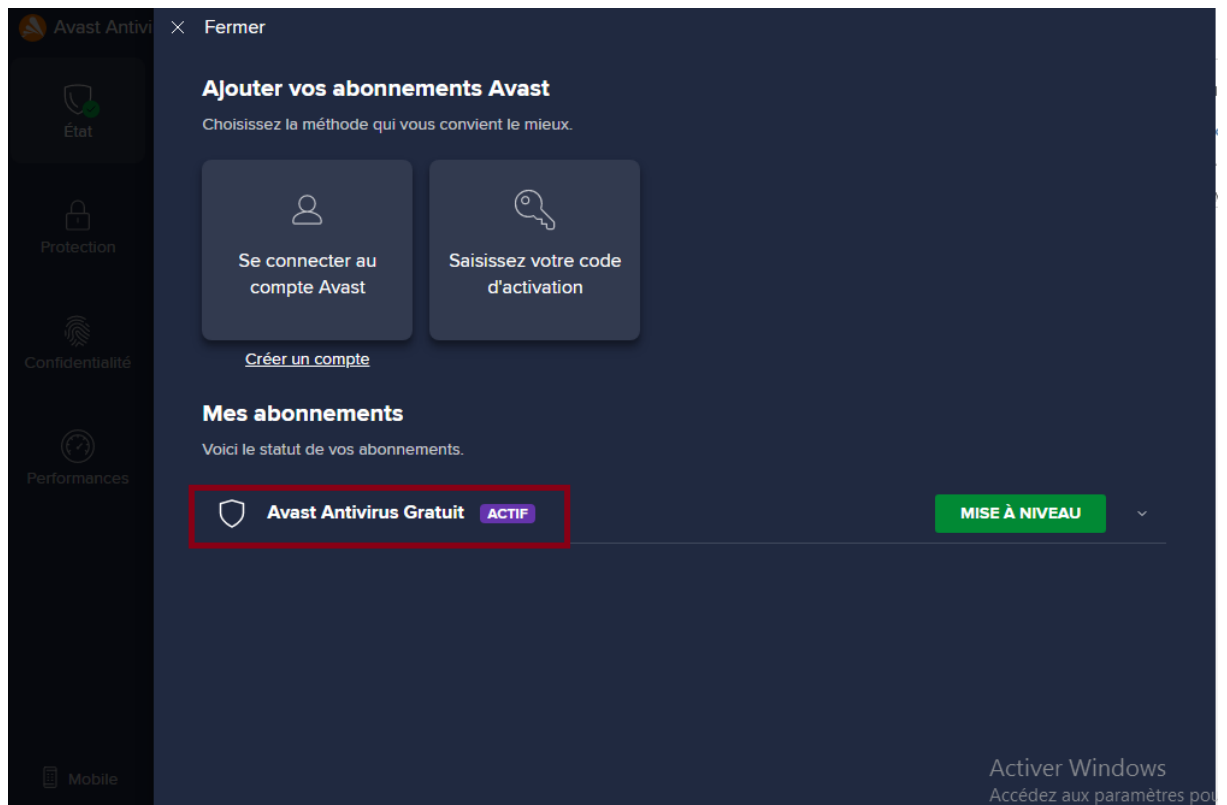 Avast Antivi
Fermer
État
Protection
Confidentialité
Performances
Mobile
Ajouter vos abonnements Avast
Choisissez la méthode qui vous convient le mieux.
Se connecter au
compte Avast
Saisissez votre code
d'activation
Créer un compte
Mes abonnements
Voici le statut de vos abonnements.
Avast Antivirus Gratuit ACTIF
MISE À NIVEAU
Activer Windows
Accédez aux paramètres pou